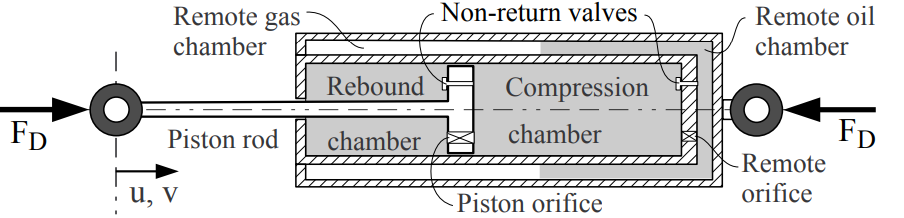 Remote gas
chamber
Non-return valves
Remote oil
chamber
Rebound
chamber
Compression
chamber
F_D
F_D
Piston rod
u, v
Piston orifice
Remote
orifice